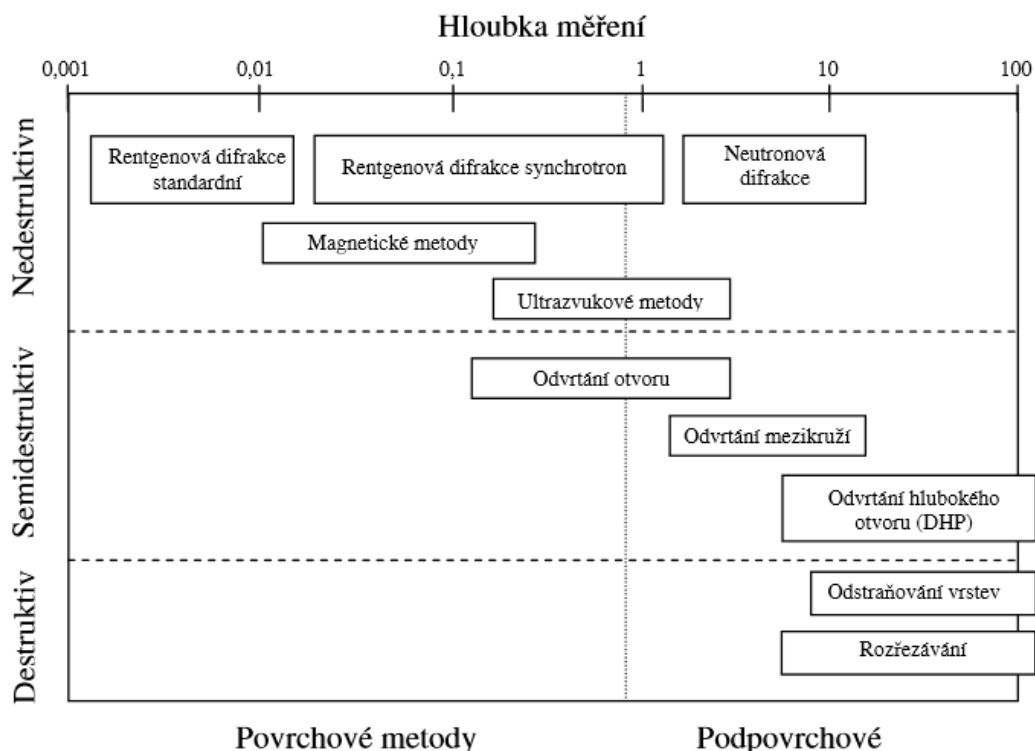 Hloubka měření
0,001 0,01 0,1 1 10 100
Nedestruktivn
Rentgenová difrakce
standardní
Rentgenová difrakce synchrotron
Neutronová
difrakce
Magnetické metody
Ultrazvukové metody
Semidestruktiv
Odvrtání otvoru
Odvrtání mezikruží
Odvrtání hlubokého
otvoru (DHP)
Destruktiv
Odstraňování vrstev
Rozřezávání
Povrchové metody Podpovrchové